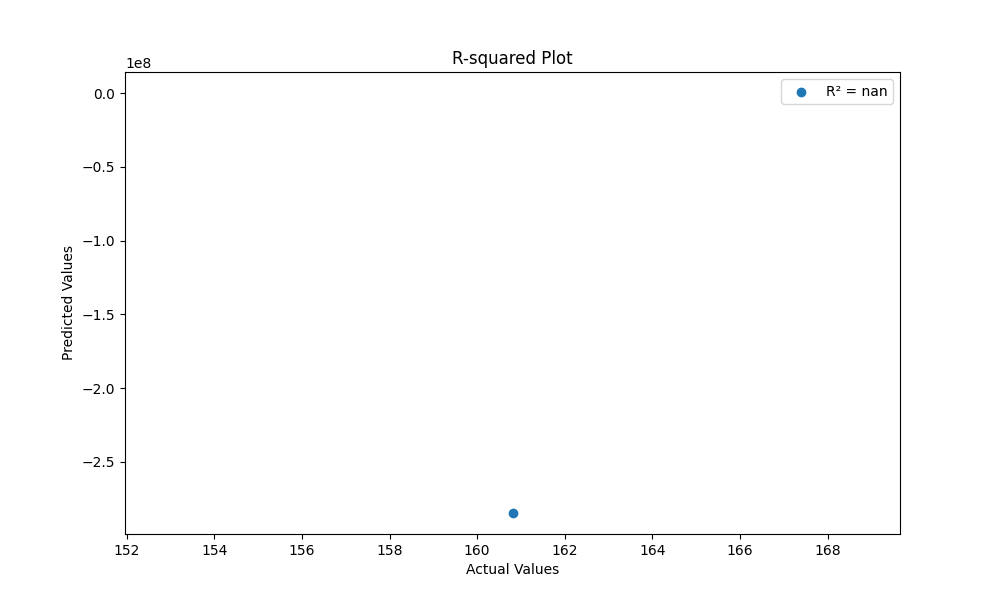 R-squared Plot
1e8
R² = nan
0.0
−0.5
−1.0
−1.5
−2.0
−2.5
Predicted Values
152 154 156 158 160 162 164 166 168
Actual Values